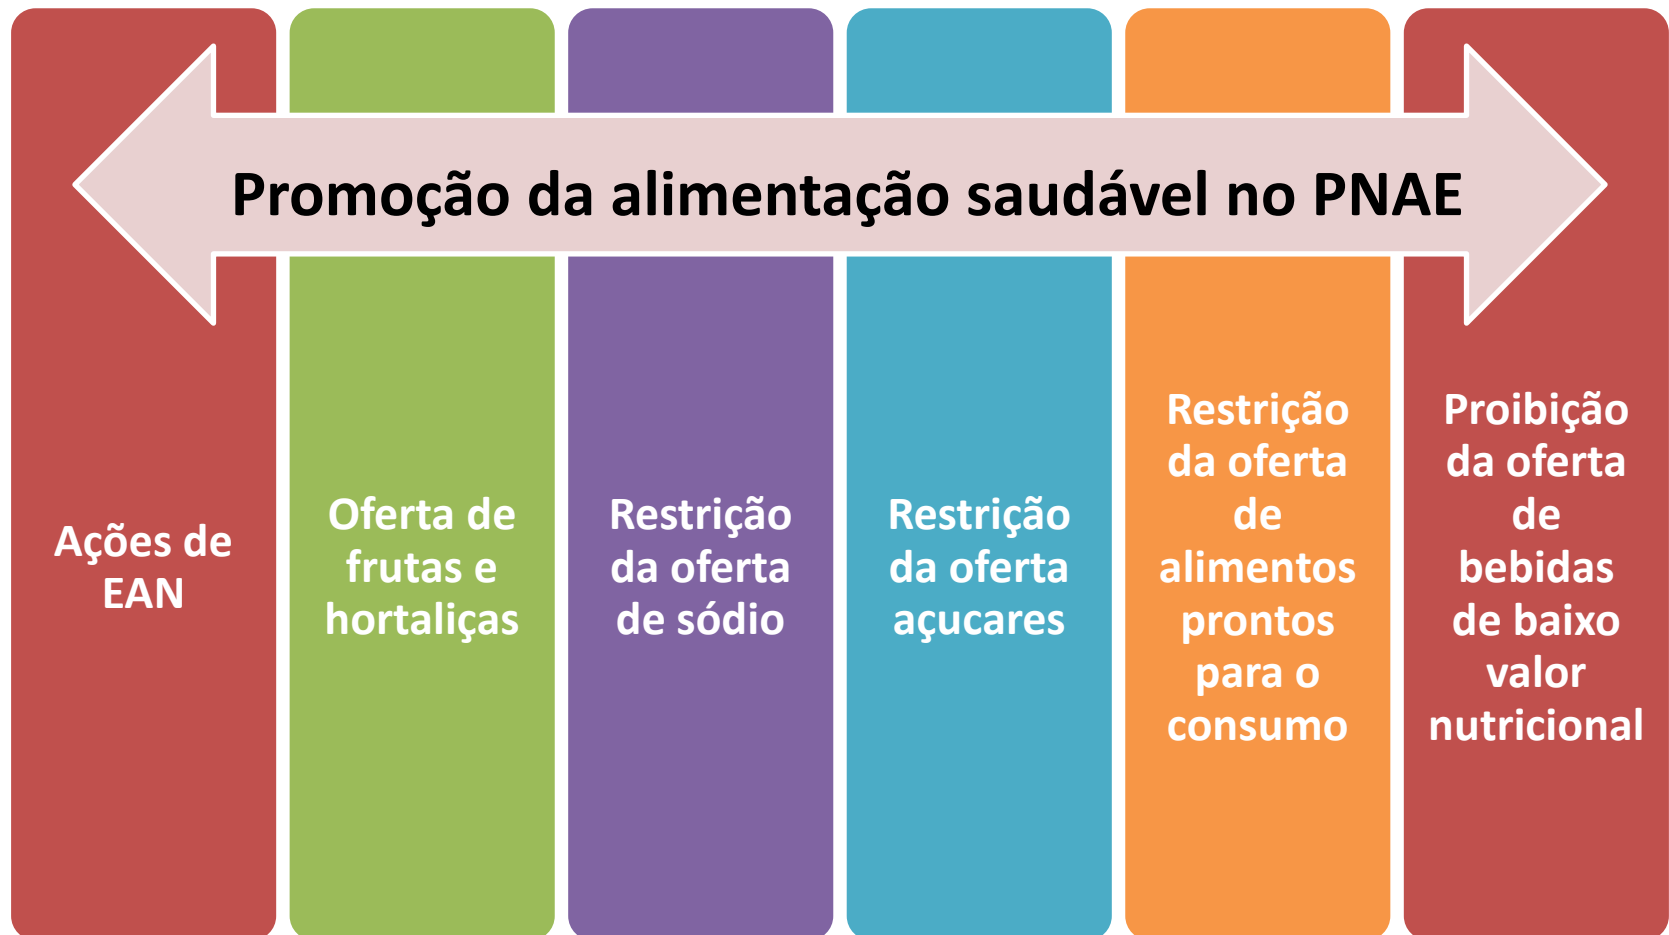 Promoção da alimentação saudável no PNAE
Ações de
EAN
Oferta de
frutas e
hortaliças
Restrição
da oferta
de sódio
Restrição
da oferta
açucares
Restrição
da oferta
de
alimentos
prontos
para o
consumo
Proibição
da oferta
de
bebidas
de baixo
valor
nutricional